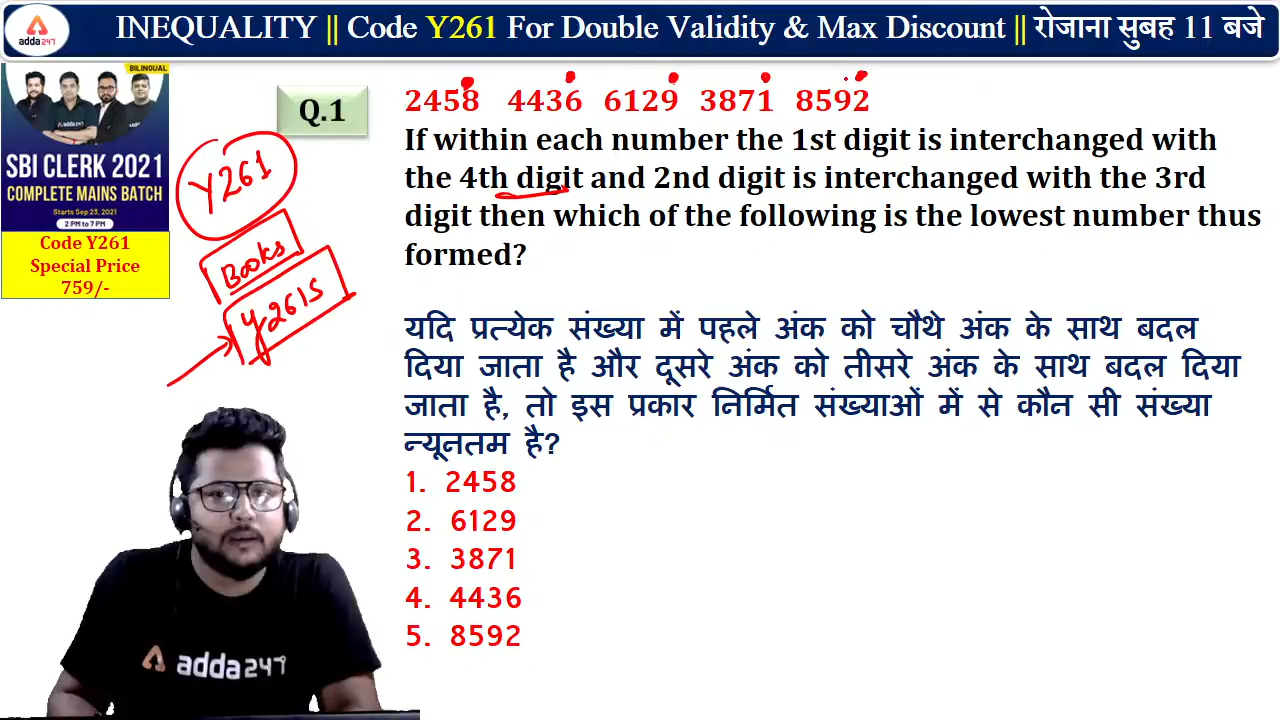 adda247
INEQUALITY || Code Y261 For Double Validity & Max Discount || रोजाना सुबह 11 बजे
BILINGUAL
SBI CLERK 2021
COMPLETE MAINS BATCH
Starts Sep 23, 2021
2 PM to 7 PM
Code Y261
Special Price
759/-
Y261
Books
Y261S
Q.1
2458 4436 6129 3871 8592
If within each number the 1st digit is interchanged with
the 4th digit and 2nd digit is interchanged with the 3rd
digit then which of the following is the lowest number thus
formed?
यदि प्रत्येक संख्या में पहले अंक को चौथे अंक के साथ बदल
दिया जाता है और दूसरे अंक को तीसरे अंक के साथ बदल दिया
जाता है, तो इस प्रकार निर्मित संख्याओं में से कौन सी संख्या
न्यूनतम है?
1. 2458
2. 6129
3. 3871
4. 4436
5. 8592
adda247